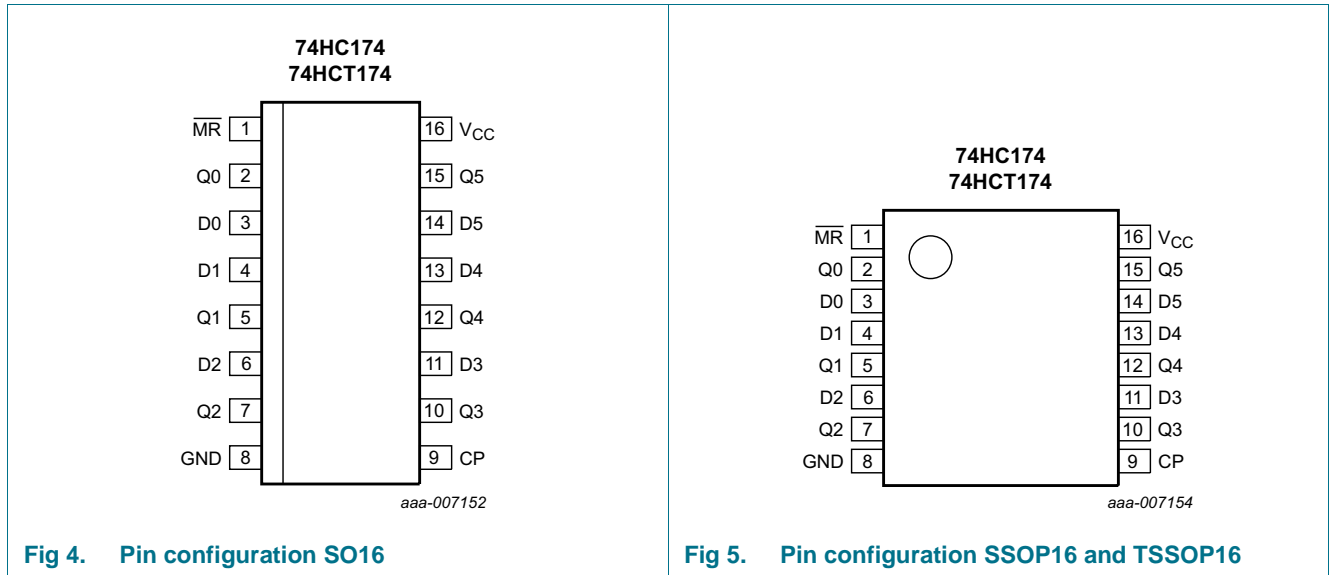 74HC174
74HCT174
M̅R̅ 1
16 VCC
Q0 2
15 Q5
D0 3
14 D5
D1 4
13 D4
Q1 5
12 Q4
D2 6
11 D3
Q2 7
10 Q3
GND 8
9 CP
aaa-007152
Fig 4. Pin configuration SO16
74HC174
74HCT174
M̅R̅ 1
16 VCC
Q0 2
15 Q5
D0 3
14 D5
D1 4
13 D4
Q1 5
12 Q4
D2 6
11 D3
Q2 7
10 Q3
GND 8
9 CP
aaa-007154
Fig 5. Pin configuration SSOP16 and TSSOP16